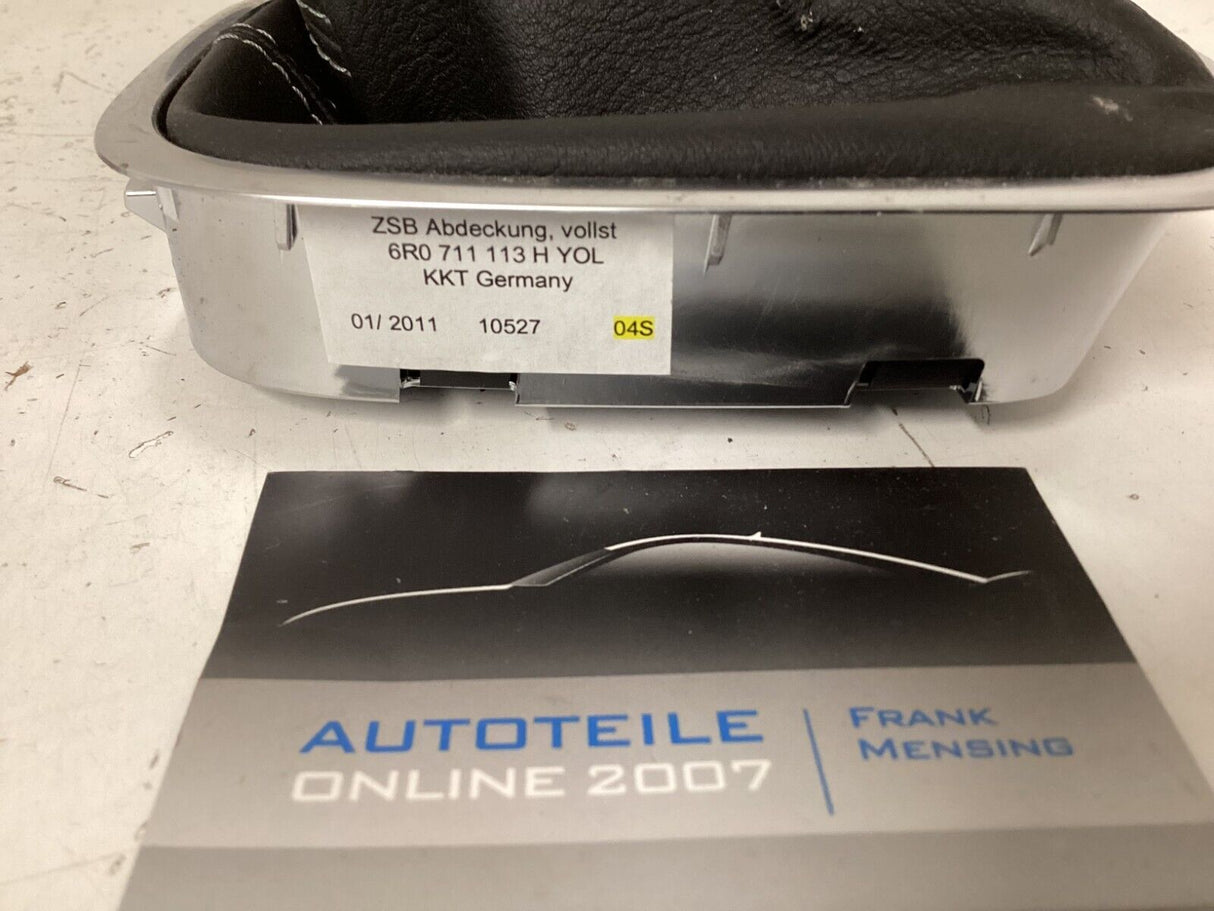 ZSB Abdeckung, vollst
6R0 711 113 H YOL
KKT Germany
01/ 2011 10527 04S
AUTOTEILE
ONLINE 2007
FRANK
MENSING